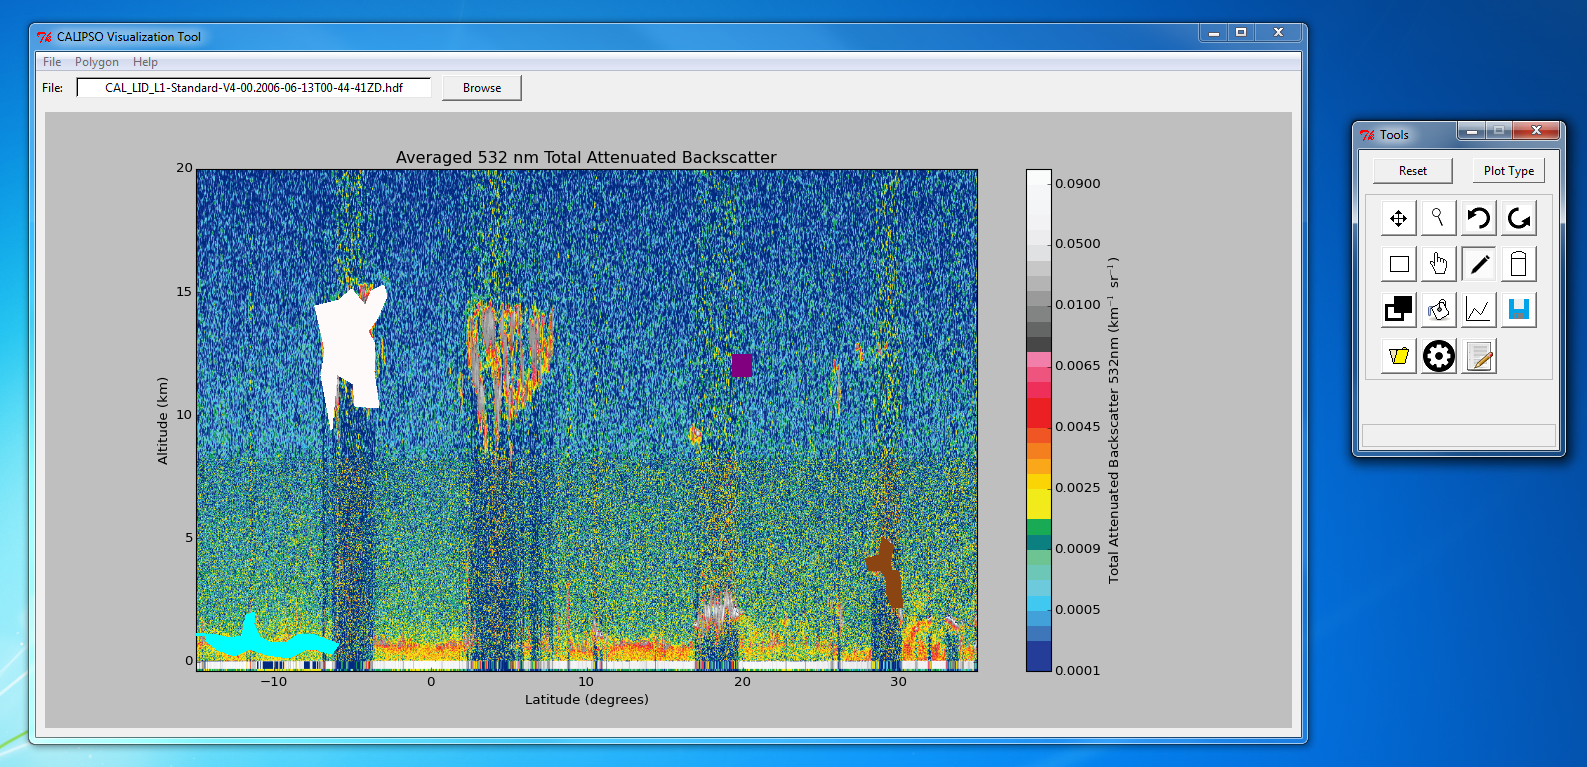 CALIPSO Visualization Tool
File Polygon Help
File: CAL_LID_L1-Standard-V4-00.2006-06-13T00-44-41ZD.hdf Browse
Averaged 532 nm Total Attenuated Backscatter
20
15
10
5
0
Altitude (km)
−10 0 10 20 30
Latitude (degrees)
0.0900
0.0500
0.0100
0.0065
0.0045
0.0025
0.0009
0.0005
0.0001
Total Attenuated Backscatter 532nm (km⁻¹ sr⁻¹)
Tools
Reset Plot Type